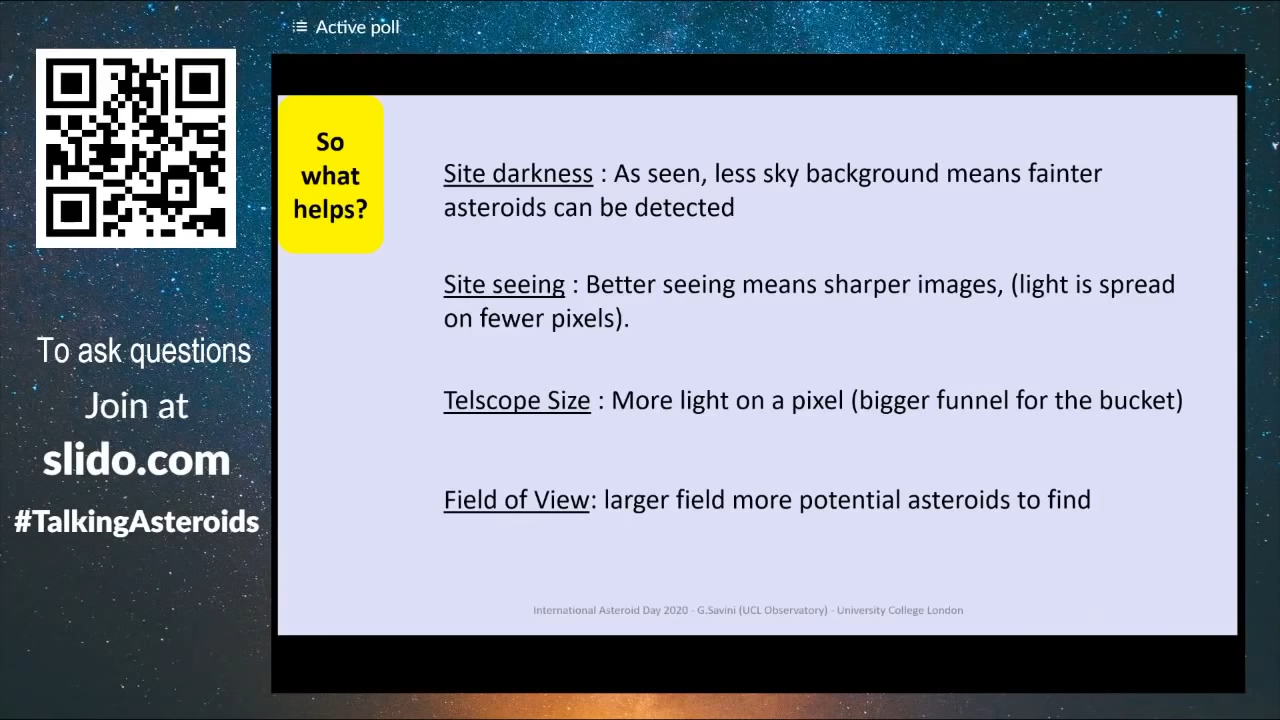 Active poll
So
what
helps?
Site darkness : As seen, less sky background means fainter
asteroids can be detected
Site seeing : Better seeing means sharper images, (light is spread
on fewer pixels).
Telscope Size : More light on a pixel (bigger funnel for the bucket)
Field of View: larger field more potential asteroids to find
International Asteroid Day 2020 - G.Savini (UCL Observatory) - University College London
To ask questions
Join at
slido.com
#TalkingAsteroids